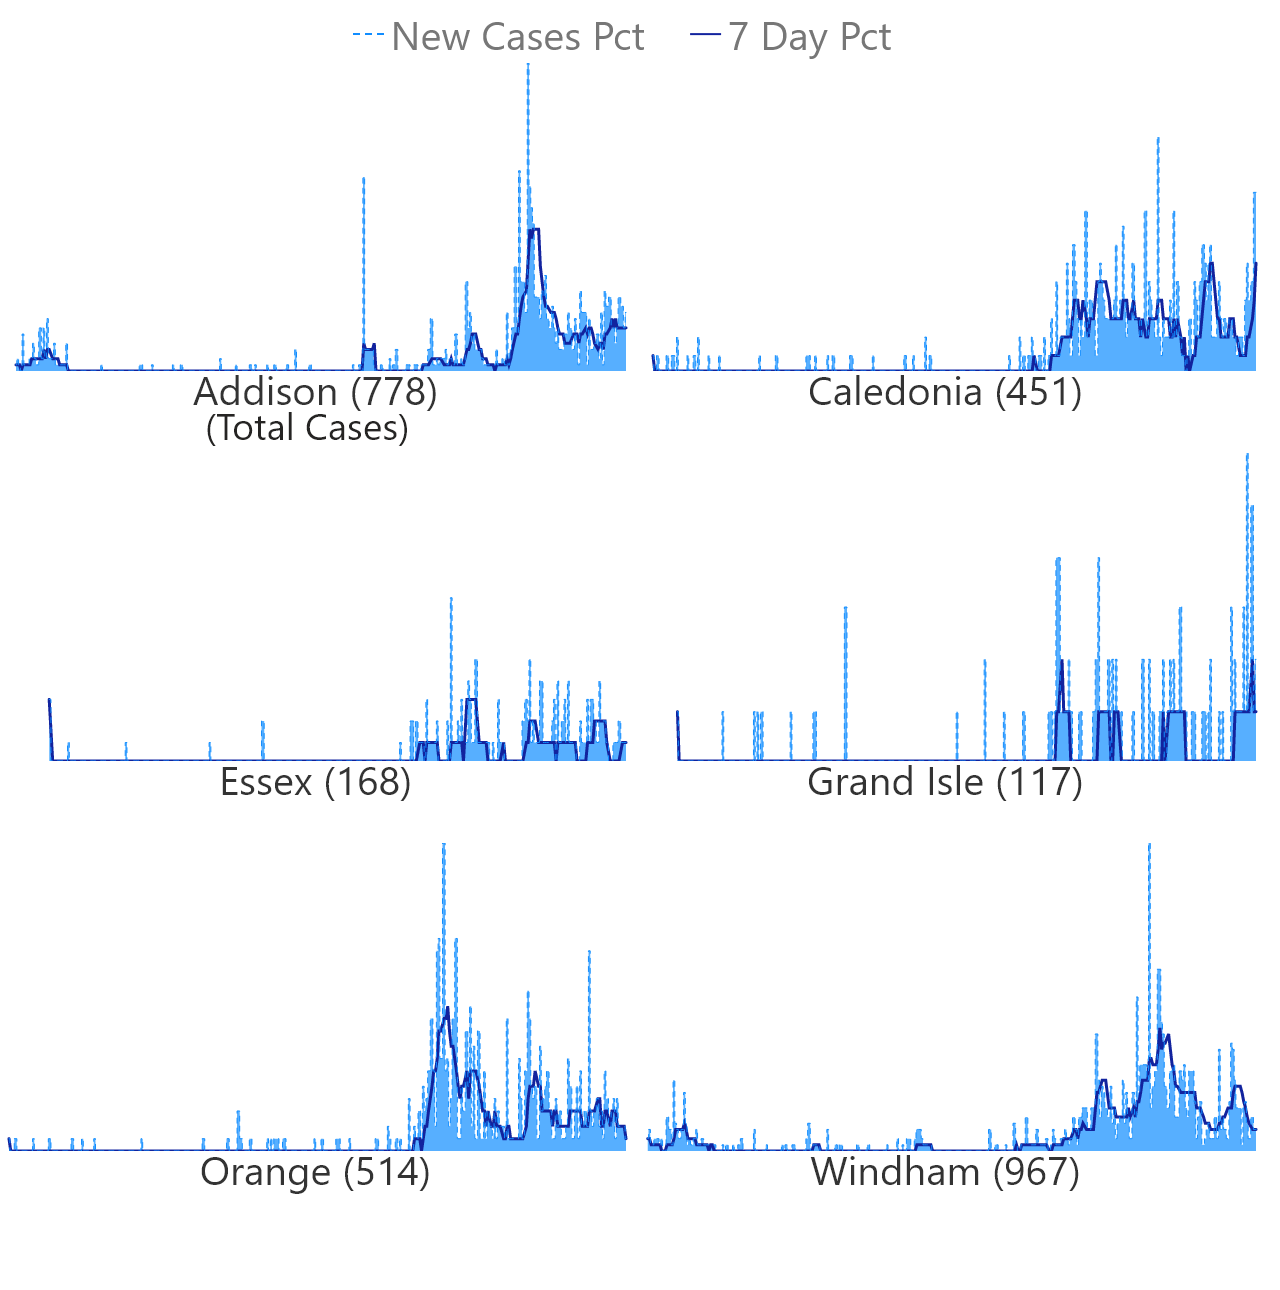 New Cases Pct 7 Day Pct
Addison (778) Caledonia (451)
(Total Cases)
Essex (168) Grand Isle (117)
Orange (514) Windham (967)